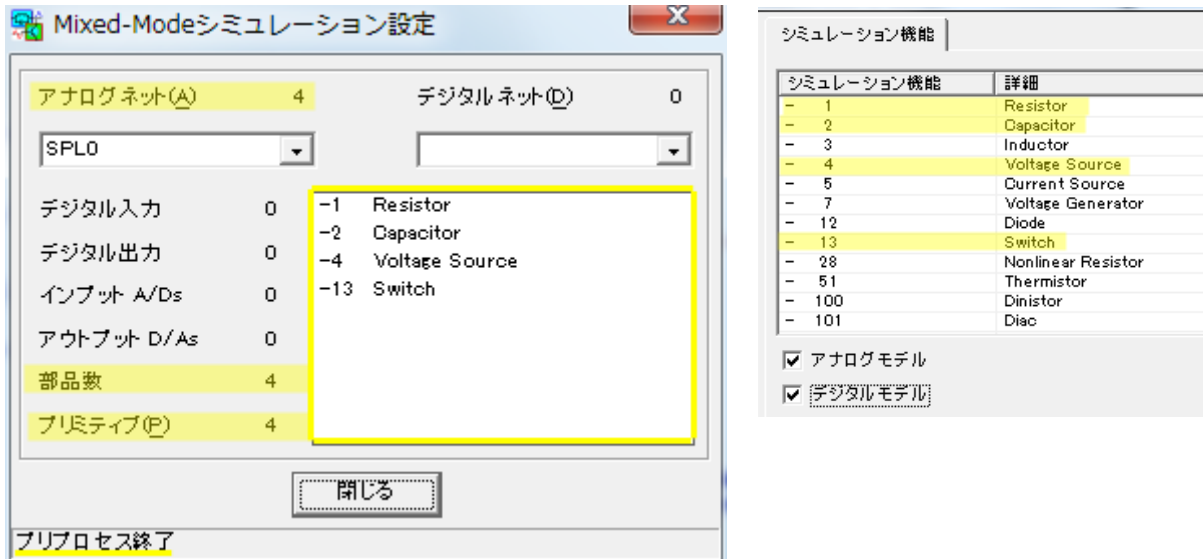 Mixed-Modeシミュレーション設定
アナログ ネット(A) 4 デジタル ネット(D) 0
SPL0
デジタル入力 0
デジタル出力 0
インプット A/Ds 0
アウトプット D/As 0
部品数 4
プリミティブ(P) 4
-1 Resistor
-2 Capacitor
-4 Voltage Source
-13 Switch
閉じる
プリプロセス終了
シミュレーション機能
シミュレーション機能 詳細
- 1 Resistor
- 2 Capacitor
- 3 Inductor
- 4 Voltage Source
- 5 Current Source
- 7 Voltage Generator
- 12 Diode
- 13 Switch
- 28 Nonlinear Resistor
- 51 Thermistor
- 100 Dinistor
- 101 Diac
アナログモデル
デジタルモデル